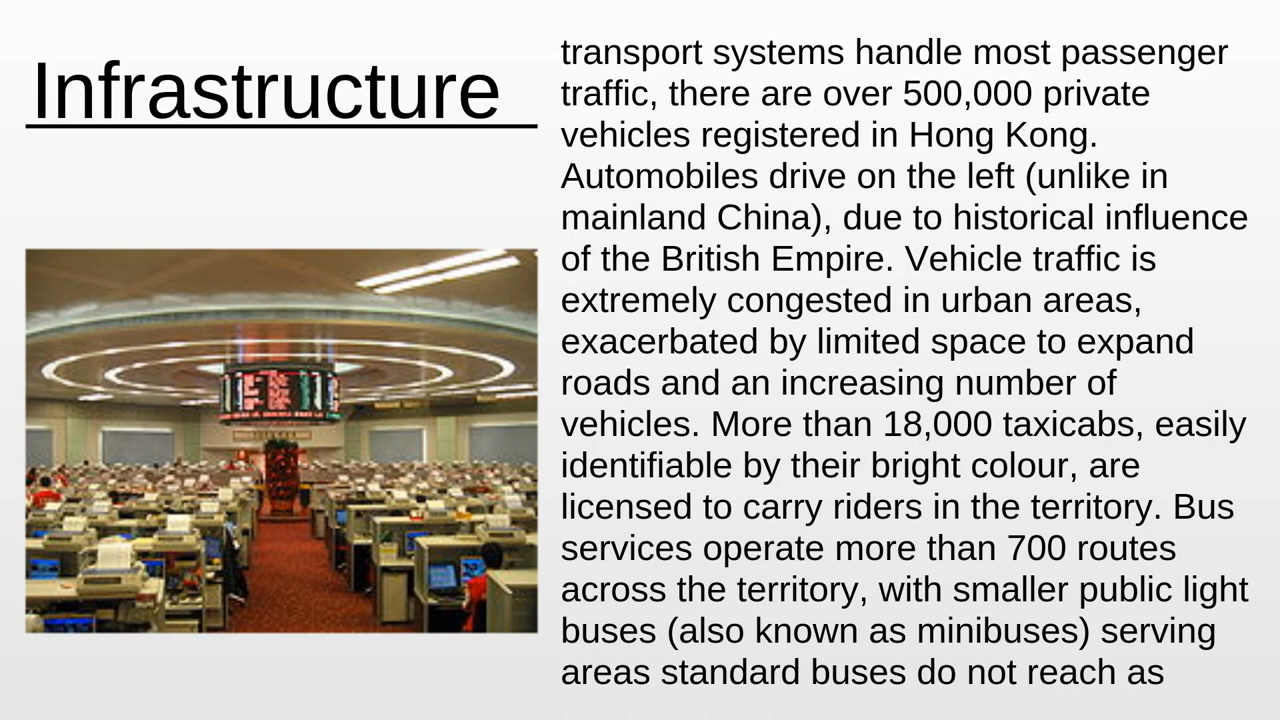 Infrastructure
transport systems handle most passenger
traffic, there are over 500,000 private
vehicles registered in Hong Kong.
Automobiles drive on the left (unlike in
mainland China), due to historical influence
of the British Empire. Vehicle traffic is
extremely congested in urban areas,
exacerbated by limited space to expand
roads and an increasing number of
vehicles. More than 18,000 taxicabs, easily
identifiable by their bright colour, are
licensed to carry riders in the territory. Bus
services operate more than 700 routes
across the territory, with smaller public light
buses (also known as minibuses) serving
areas standard buses do not reach as